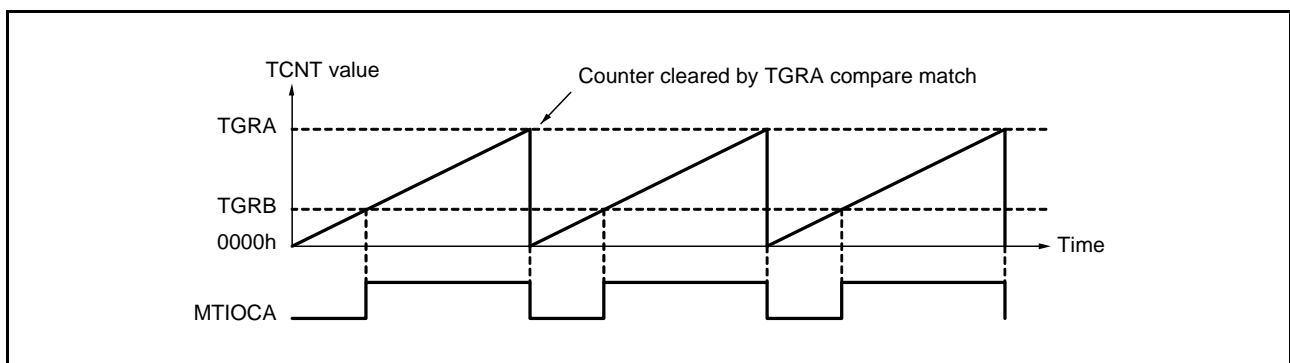 TCNT value
Counter cleared by TGRA compare match
TGRA
TGRB
0000h
Time
MTIOCA